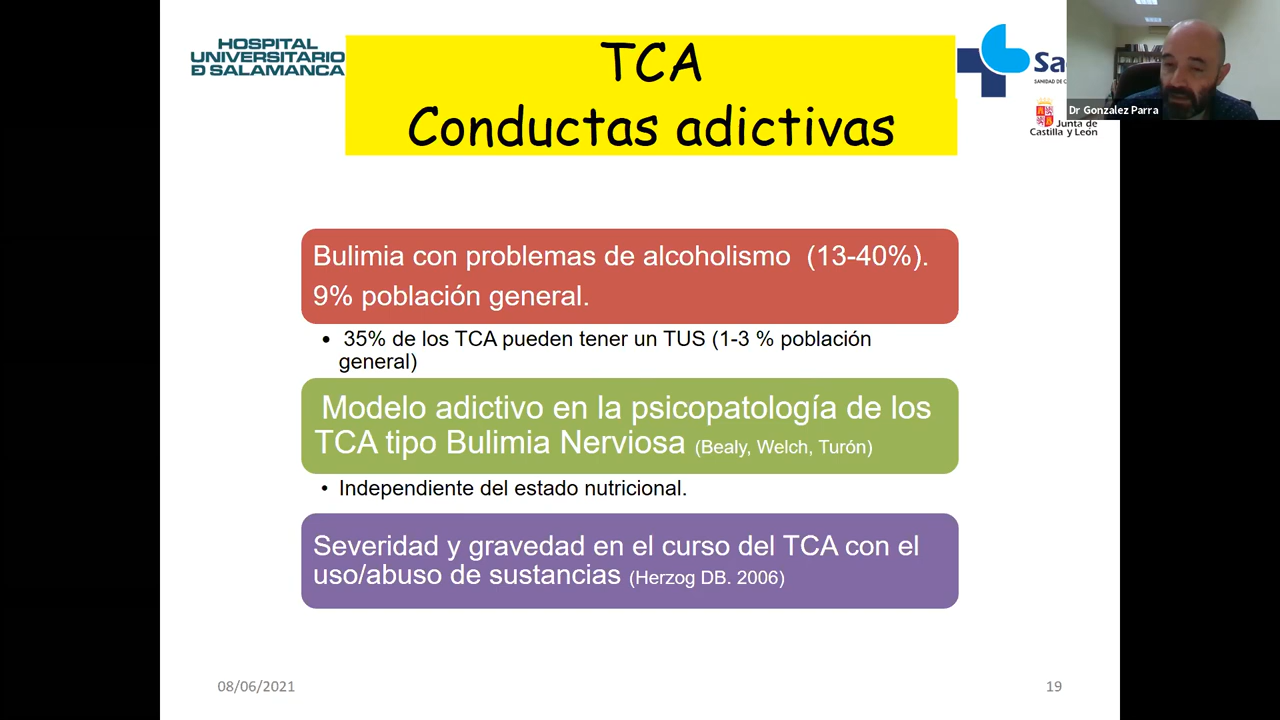 HOSPITAL
UNIVERSITARIO
DE SALAMANCA
TCA
Conductas adictivas
SANIDAD DE C
Dr Gonzalez Parra
Junta de
Castilla y León
Bulimia con problemas de alcoholismo (13-40%).
9% población general.
• 35% de los TCA pueden tener un TUS (1-3 % población
general)
Modelo adictivo en la psicopatología de los
TCA tipo Bulimia Nerviosa (Bealy, Welch, Turón)
• Independiente del estado nutricional.
Severidad y gravedad en el curso del TCA con el
uso/abuso de sustancias (Herzog DB. 2006)
08/06/2021
19